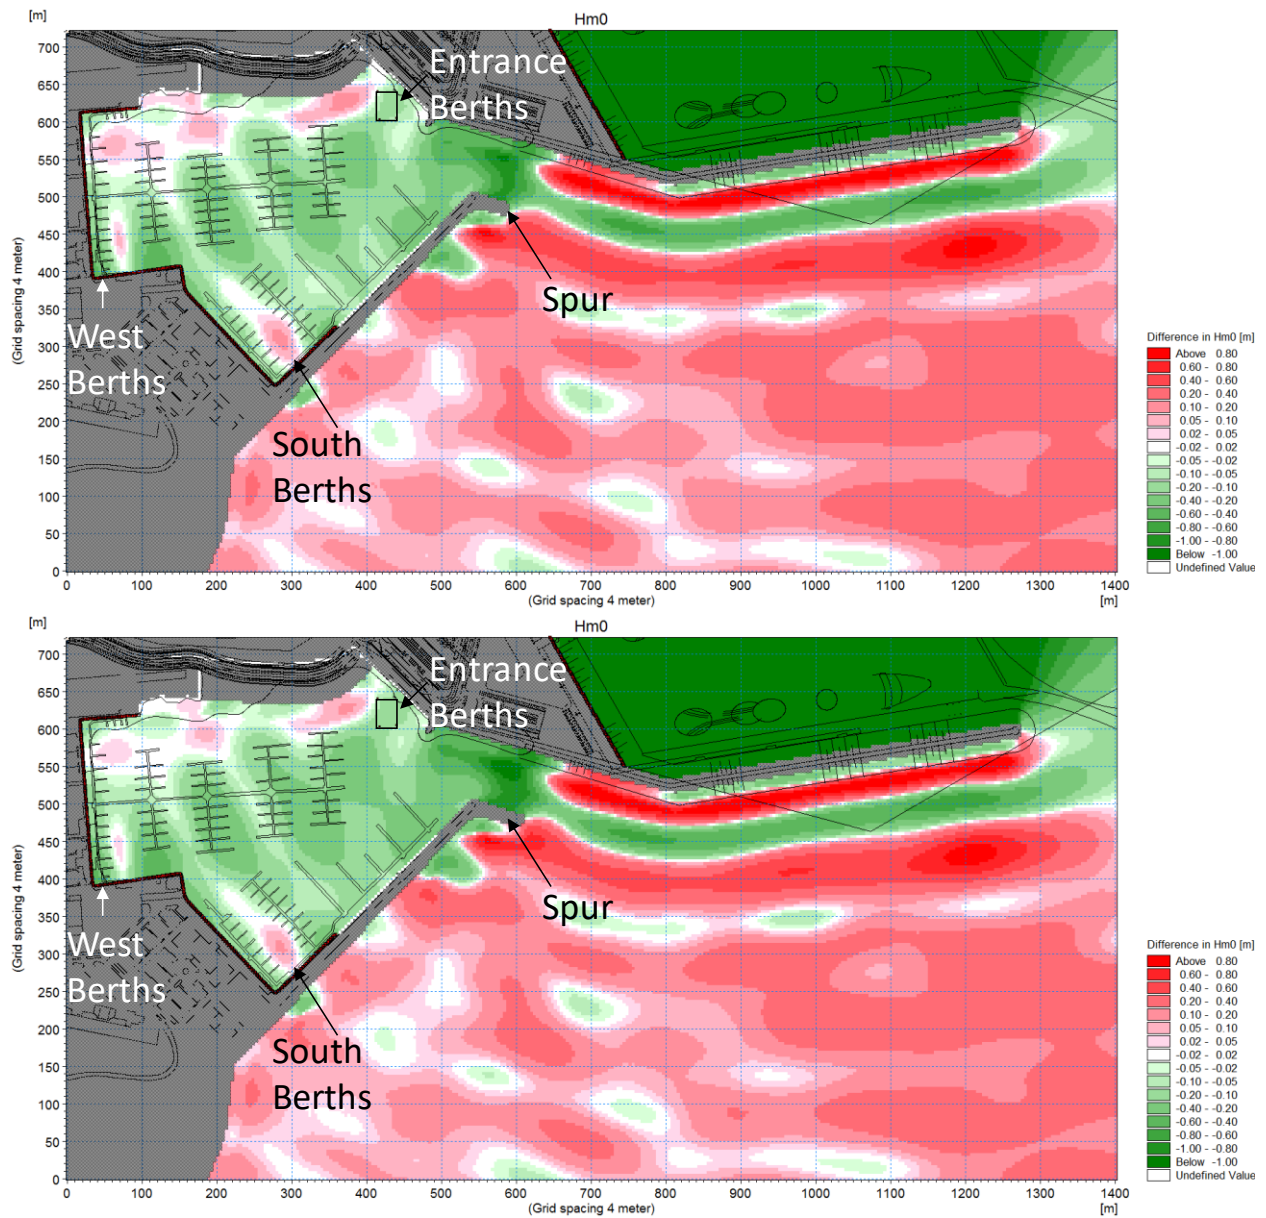 [m]
Hm0
700
650
600
550
500
450
400
350
300
250
200
150
100
50
0
(Grid spacing 4 meter)
Entrance
Berths
Spur
West
Berths
South
Berths
0 100 200 300 400 500 600 700 800 900 1000 1100 1200 1300 1400
(Grid spacing 4 meter)
[m]
Difference in Hm0 [m]
Above 0.80
0.60 - 0.80
0.40 - 0.60
0.20 - 0.40
0.10 - 0.20
0.05 - 0.10
0.02 - 0.05
-0.02 - 0.02
-0.05 - -0.02
-0.10 - -0.05
-0.20 - -0.10
-0.40 - -0.20
-0.60 - -0.40
-0.80 - -0.60
-1.00 - -0.80
Below -1.00
Undefined Value
[m]
Hm0
700
650
600
550
500
450
400
350
300
250
200
150
100
50
0
(Grid spacing 4 meter)
Entrance
Berths
Spur
West
Berths
South
Berths
0 100 200 300 400 500 600 700 800 900 1000 1100 1200 1300 1400
(Grid spacing 4 meter)
[m]
Difference in Hm0 [m]
Above 0.80
0.60 - 0.80
0.40 - 0.60
0.20 - 0.40
0.10 - 0.20
0.05 - 0.10
0.02 - 0.05
-0.02 - 0.02
-0.05 - -0.02
-0.10 - -0.05
-0.20 - -0.10
-0.40 - -0.20
-0.60 - -0.40
-0.80 - -0.60
-1.00 - -0.80
Below -1.00
Undefined Value